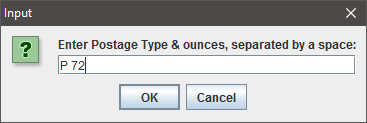 Input
Enter Postage Type & ounces, separated by a space:
P 72
OK Cancel